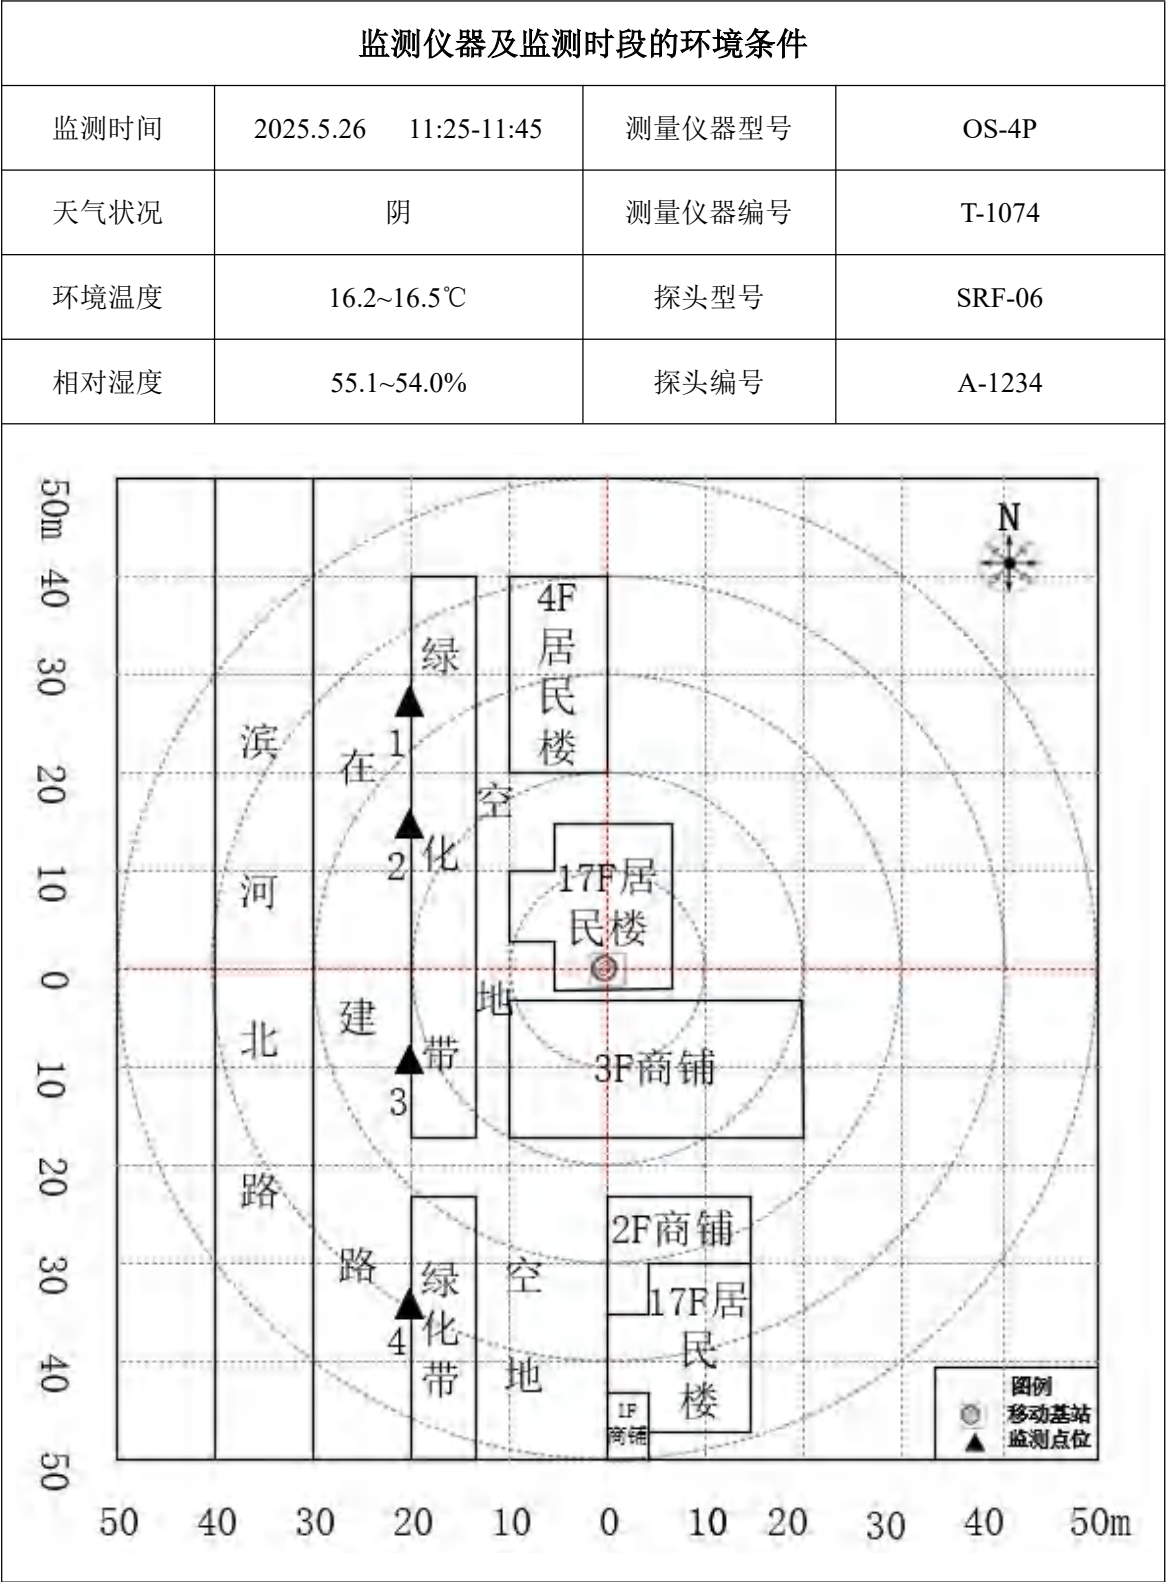 监测仪器及监测时段的环境条件
监测时间 2025.5.26 11:25-11:45 测量仪器型号 OS-4P
天气状况 阴 测量仪器编号 T-1074
环境温度 16.2~16.5℃ 探头型号 SRF-06
相对湿度 55.1~54.0% 探头编号 A-1234
50m
40
30
20
10
0
10
20
30
40
50
N
滨河北路
在建路
绿化带
空地
4F居民楼
17F居
民楼
3F商铺
1
2
3
4
绿化带
空地
2F商铺
17F居
民
楼
1F
商铺
图例
移动基站
监测点位
50 40 30 20 10 0 10 20 30 40 50m